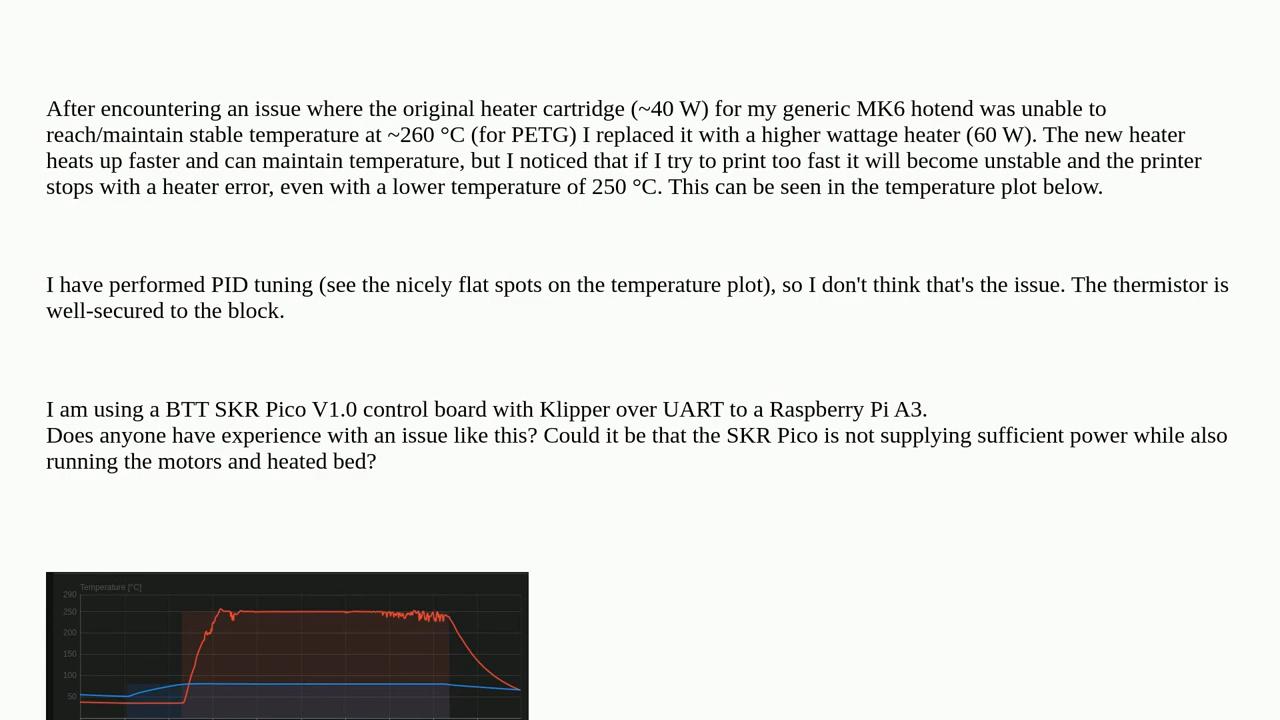 After encountering an issue where the original heater cartridge (~40 W) for my generic MK6 hotend was unable to
reach/maintain stable temperature at ~260 °C (for PETG) I replaced it with a higher wattage heater (60 W). The new heater
heats up faster and can maintain temperature, but I noticed that if I try to print too fast it will become unstable and the printer
stops with a heater error, even with a lower temperature of 250 °C. This can be seen in the temperature plot below.
I have performed PID tuning (see the nicely flat spots on the temperature plot), so I don't think that's the issue. The thermistor is
well-secured to the block.
I am using a BTT SKR Pico V1.0 control board with Klipper over UART to a Raspberry Pi A3.
Does anyone have experience with an issue like this? Could it be that the SKR Pico is not supplying sufficient power while also
running the motors and heated bed?
Temperature [°C]
290
250
200
150
100
50